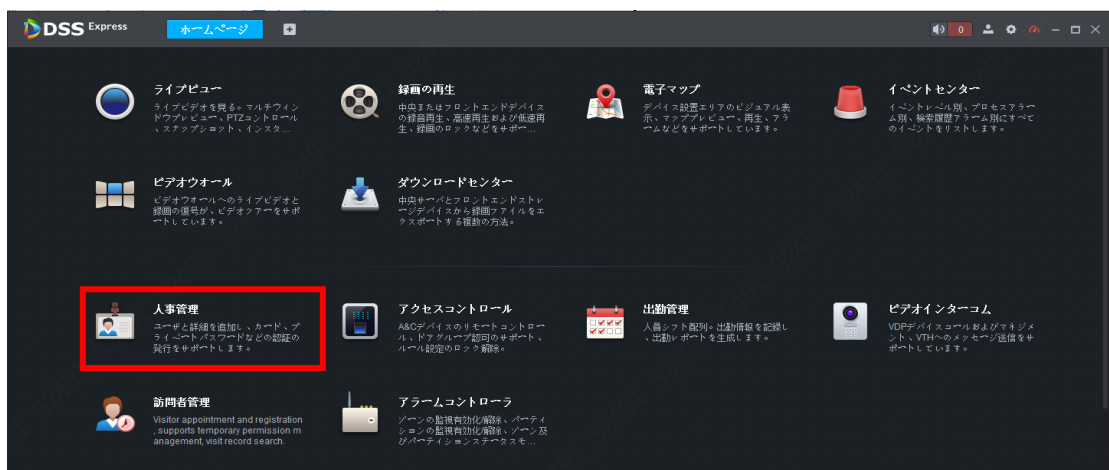 DSS Express
ホームページ
0
ライブビュー
ライブビデオを見る。マルチウィン
ドウプレビュー、PTZコントロール
、スナップショット、インスタ...
録画の再生
中央またはフロントエンドデバイス
の録音再生、高速再生および低速再
生、録画のロックなどをサポー...
電子マップ
デバイス設置エリアのビジュアル表
示、マッププレビュー、再生、アラ
ームなどをサポートしています。
イベントセンター
イベントレベル別、プロセスアラー
ム別、検索履歴アラーム別にすべて
のイベントをリストします。
ビデオウオール
ビデオウオールへのライブビデオと
録画の復号が、ビデオツアーをサポ
ートしています。
ダウンロードセンター
中央サーバとフロントエンドストレ
ージデバイスから録画ファイルをエ
クスポートする複数の方法。
人事管理
ユーザと詳細を追加し、カード、プ
ライベートパスワードなどの認証の
発行をサポートします。
アクセスコントロール
A&Cデバイスのリモートコントロー
ル、ドアグループ認可のサポート、
ルール設定のロック解除。
出勤管理
人員シフト配列。出勤情報を記録し
、出勤レポートを生成します。
ビデオインターコム
VDPデバイスコールおよびマネジメ
ント、VTHへのメッセージ送信をサ
ポートしています。
訪問者管理
Visitor appointment and registration
, supports temporary permission m
anagement, visit record search.
アラームコントローラ
ゾーンの監視有効化/解除、パーティ
ションの監視有効化/解除、ゾーン及
びパーティションステータスモ...
32491